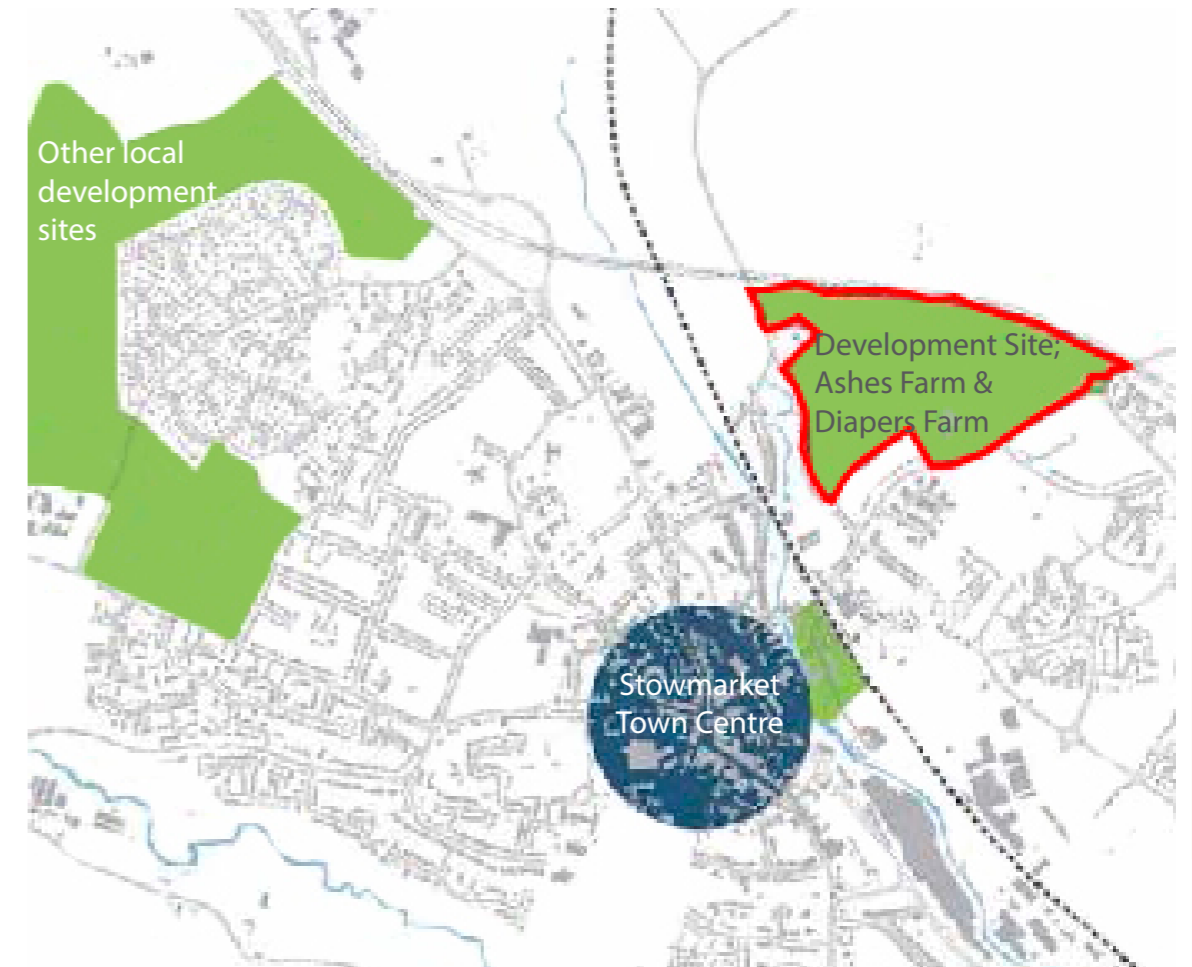 Other local
development
sites
Development Site;
Ashes Farm &
Diapers Farm
Stowmarket
Town Centre